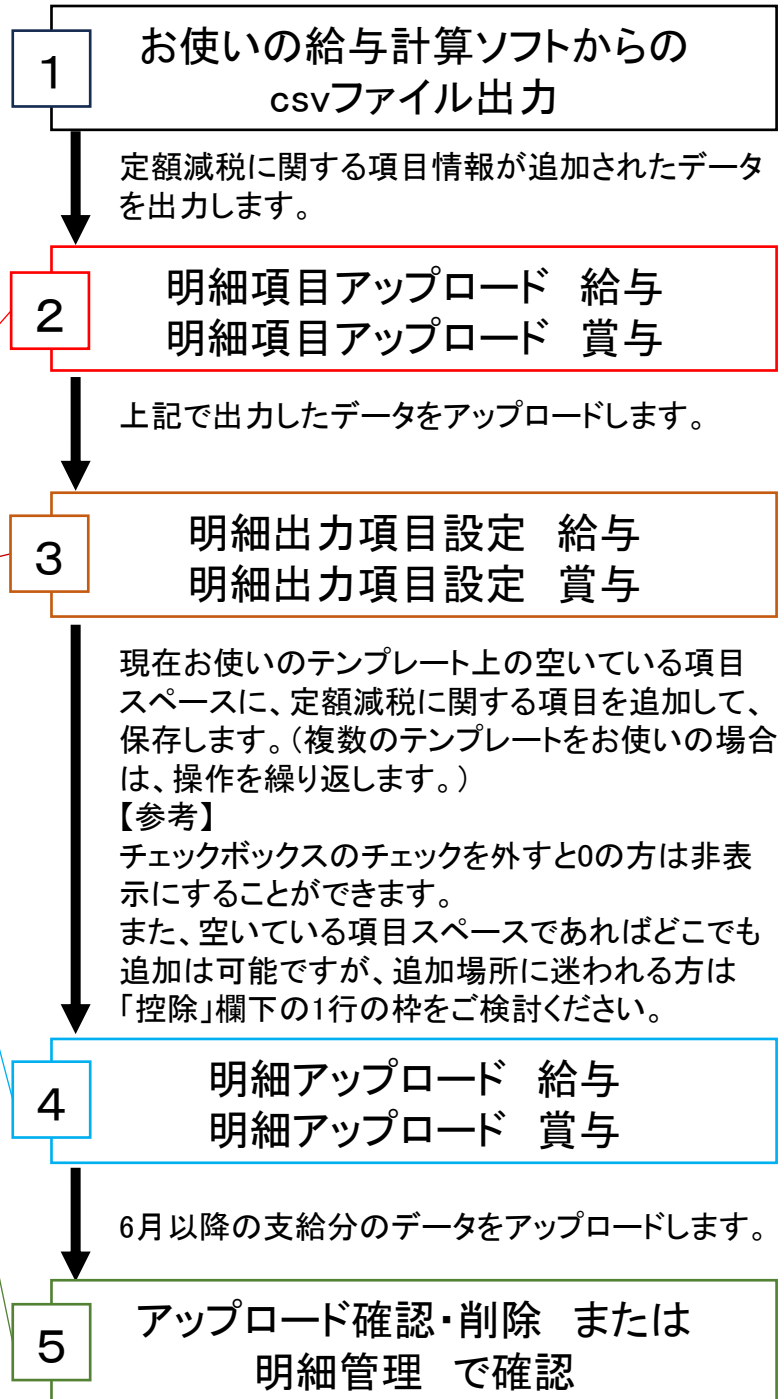 1
お使いの給与計算ソフトからの
csvファイル出力
定額減税に関する項目情報が追加されたデータ
を出力します。
2
明細項目アップロード　給与
明細項目アップロード　賞与
上記で出力したデータをアップロードします。
3
明細出力項目設定　給与
明細出力項目設定　賞与
現在お使いのテンプレート上の空いている項目
スペースに、定額減税に関する項目を追加して、
保存します。（複数のテンプレートをお使いの場合
は、操作を繰り返します。）
【参考】
チェックボックスのチェックを外すと0の方は非表
示にすることができます。
また、空いている項目スペースであればどこでも
追加は可能ですが、追加場所に迷われる方は
「控除」欄下の1行の枠をご検討ください。
4
明細アップロード　給与
明細アップロード　賞与
6月以降の支給分のデータをアップロードします。
5
アップロード確認・削除　または
明細管理　で確認